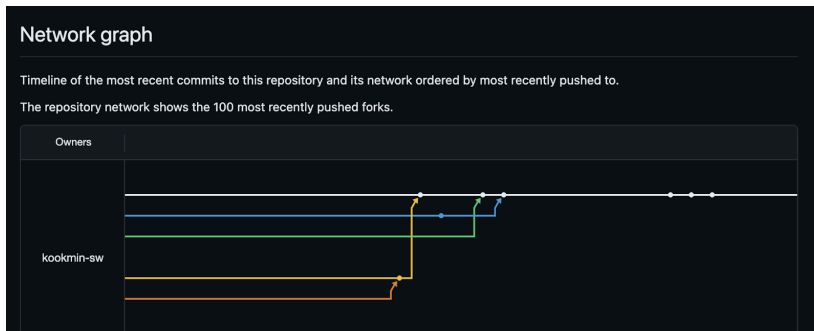 Network graph
Timeline of the most recent commits to this repository and its network ordered by most recently pushed to.
The repository network shows the 100 most recently pushed forks.
Owners
kookmin-sw